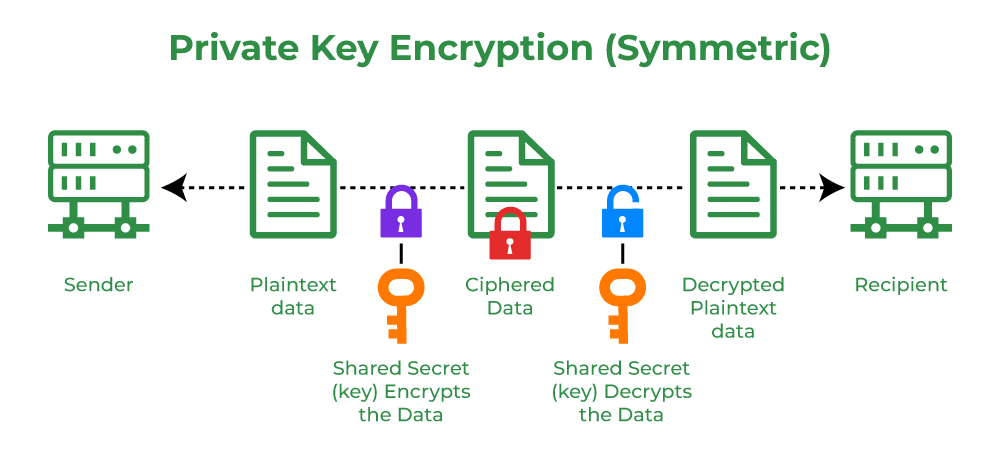 Private Key Encryption (Symmetric)
Sender
Plaintext
data
Ciphered
Data
Decrypted
Plaintext
data
Recipient
Shared Secret
(key) Encrypts
the Data
Shared Secret
(key) Decrypts
the Data